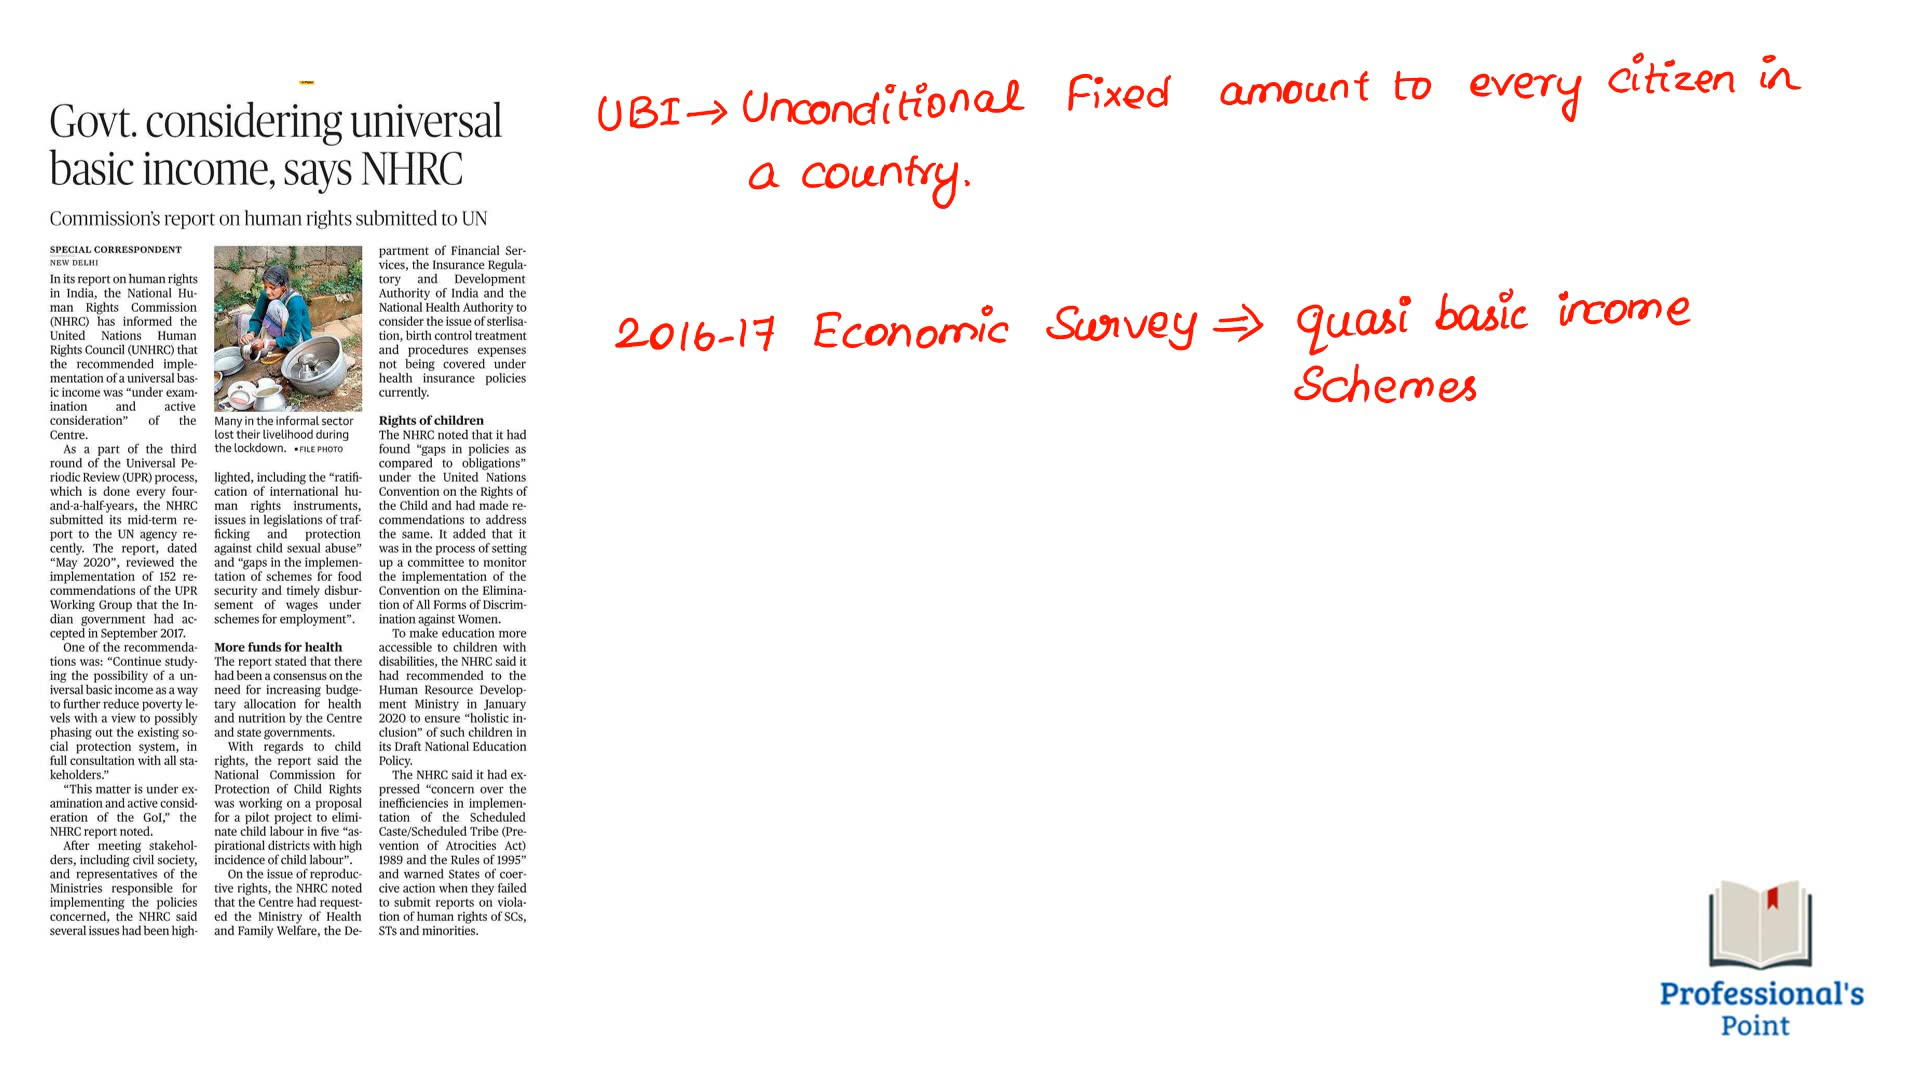 Govt. considering universal
basic income, says NHRC
Commission's report on human rights submitted to UN
SPECIAL CORRESPONDENT
NEW DELHI
In its report on human rights
in India, the National Hu-
man Rights Commission
(NHRC) has informed the
United Nations Human
Rights Council (UNHRC) that
the recommended imple-
mentation of a universal bas-
ic income was “under exam-
ination and active
consideration” of the
Centre.
As a part of the third
round of the Universal Pe-
riodic Review (UPR) process,
which is done every four-
and-a-half-years, the NHRC
submitted its mid-term re-
port to the UN agency re-
cently. The report, dated
“May 2020”, reviewed the
implementation of 152 re-
commendations of the UPR
Working Group that the In-
dian government had ac-
cepted in September 2017.
One of the recommenda-
tions was: “Continue study-
ing the possibility of a un-
iversal basic income as a way
to further reduce poverty le-
vels with a view to possibly
phasing out the existing so-
cial protection system, in
full consultation with all sta-
keholders.”
“This matter is under ex-
amination and active consid-
eration of the GoI,” the
NHRC report noted.
After meeting stakehol-
ders, including civil society,
and representatives of the
Ministries responsible for
implementing the policies
concerned, the NHRC said
several issues had been high-
Many in the informal sector
lost their livelihood during
the lockdown. ▪FILE PHOTO
lighted, including the “ratifi-
cation of international hu-
man rights instruments,
issues in legislations of traf-
ficking and protection
against child sexual abuse”
and “gaps in the implemen-
tation of schemes for food
security and timely disbur-
sement of wages under
schemes for employment”.
More funds for health
The report stated that there
had been a consensus on the
need for increasing budge-
tary allocation for health
and nutrition by the Centre
and state governments.
With regards to child
rights, the report said the
National Commission for
Protection of Child Rights
was working on a proposal
for a pilot project to elimi-
nate child labour in five “as-
pirational districts with high
incidence of child labour”.
On the issue of reproduc-
tive rights, the NHRC noted
that the Centre had request-
ed the Ministry of Health
and Family Welfare, the De-
partment of Financial Ser-
vices, the Insurance Regula-
tory and Development
Authority of India and the
National Health Authority to
consider the issue of sterilisa-
tion, birth control treatment
and procedures expenses
not being covered under
health insurance policies
currently.
Rights of children
The NHRC noted that it had
found “gaps in policies as
compared to obligations”
under the United Nations
Convention on the Rights of
the Child and had made re-
commendations to address
the same. It added that it
was in the process of setting
up a committee to monitor
the implementation of the
Convention on the Elimina-
tion of All Forms of Discrim-
ination against Women.
To make education more
accessible to children with
disabilities, the NHRC said it
had recommended to the
Human Resource Develop-
ment Ministry in January
2020 to ensure “holistic in-
clusion” of such children in
its Draft National Education
Policy.
The NHRC said it had ex-
pressed “concern over the
inefficiencies in implemen-
tation of the Scheduled
Caste/Scheduled Tribe (Pre-
vention of Atrocities Act)
1989 and the Rules of 1995”
and warned States of coer-
cive action when they failed
to submit reports on viola-
tion of human rights of SCs,
STs and minorities.
UBI → Unconditional Fixed amount to every citizen in
a country.
2016-17 Economic Survey ⇒ quasi basic income
Schemes
Professional's
Point